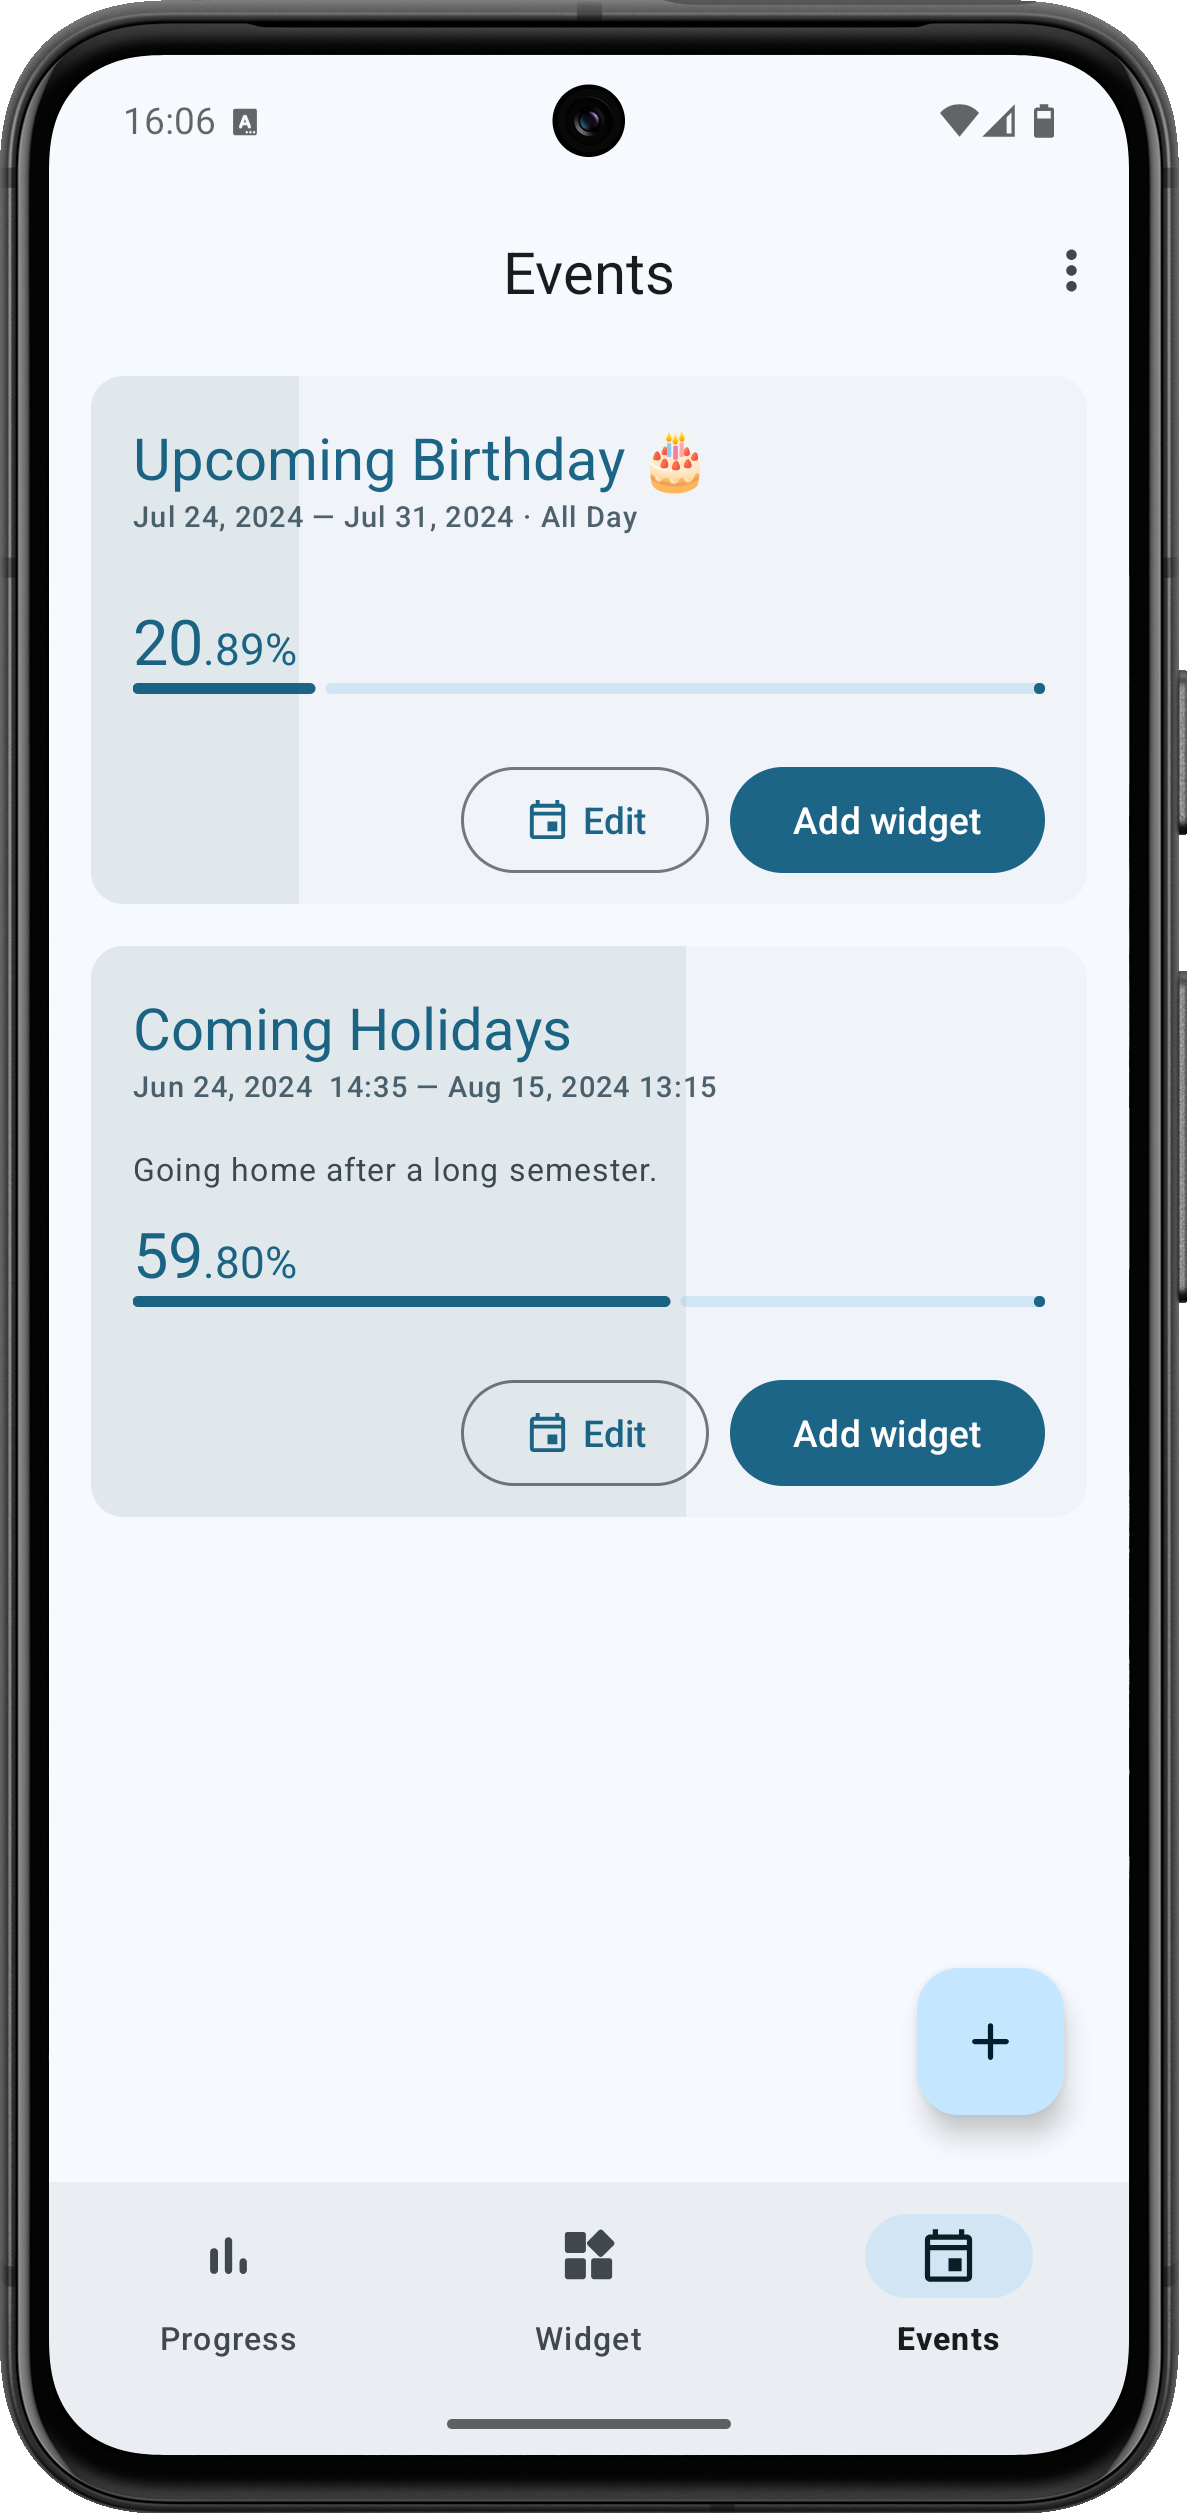 16:06 A
Events
Upcoming Birthday 🎂
Jul 24, 2024 — Jul 31, 2024 · All Day
20.89%
Edit
Add widget
Coming Holidays
Jun 24, 2024  14:35 — Aug 15, 2024 13:15
Going home after a long semester.
59.80%
Edit
Add widget
Progress
Widget
Events